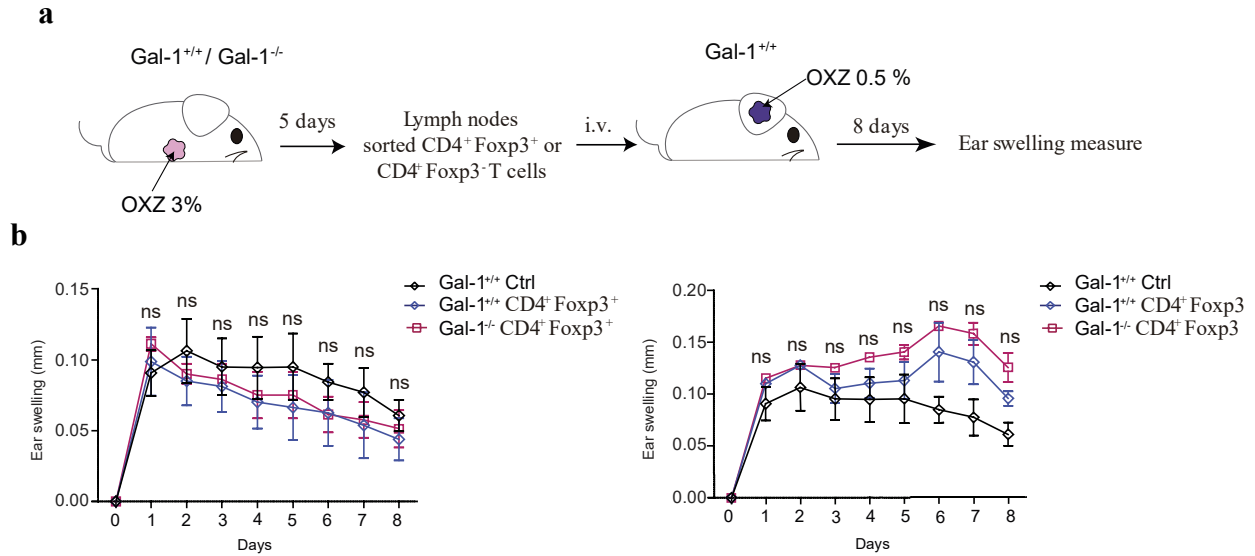 a
Gal-1+/+ / Gal-1-/-
OXZ 3%
5 days
Lymph nodes
sorted CD4+Foxp3+ or
CD4+Foxp3- T cells
i.v.
Gal-1+/+
OXZ 0.5 %
8 days
Ear swelling measure
b
Ear swelling (mm)
0.15
0.10
0.05
0.00
ns ns ns ns ns ns ns ns
0 1 2 3 4 5 6 7 8
Days
Gal-1+/+ Ctrl
Gal-1+/+ CD4+Foxp3+
Gal-1-/- CD4+Foxp3+
Ear swelling (mm)
0.20
0.15
0.10
0.05
0.00
ns ns ns ns ns ns ns ns
0 1 2 3 4 5 6 7 8
Days
Gal-1+/+ Ctrl
Gal-1+/+ CD4+Foxp3
Gal-1-/- CD4+Foxp3